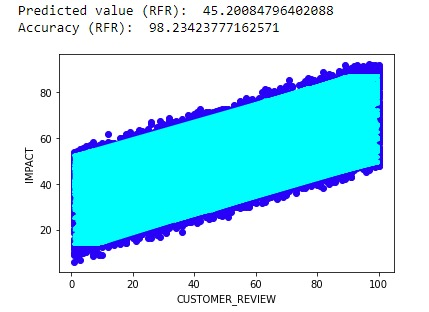 Predicted value (RFR):  45.20084796402088
Accuracy (RFR):  98.23423777162571
80
60
40
20
IMPACT
0 20 40 60 80 100
CUSTOMER_REVIEW